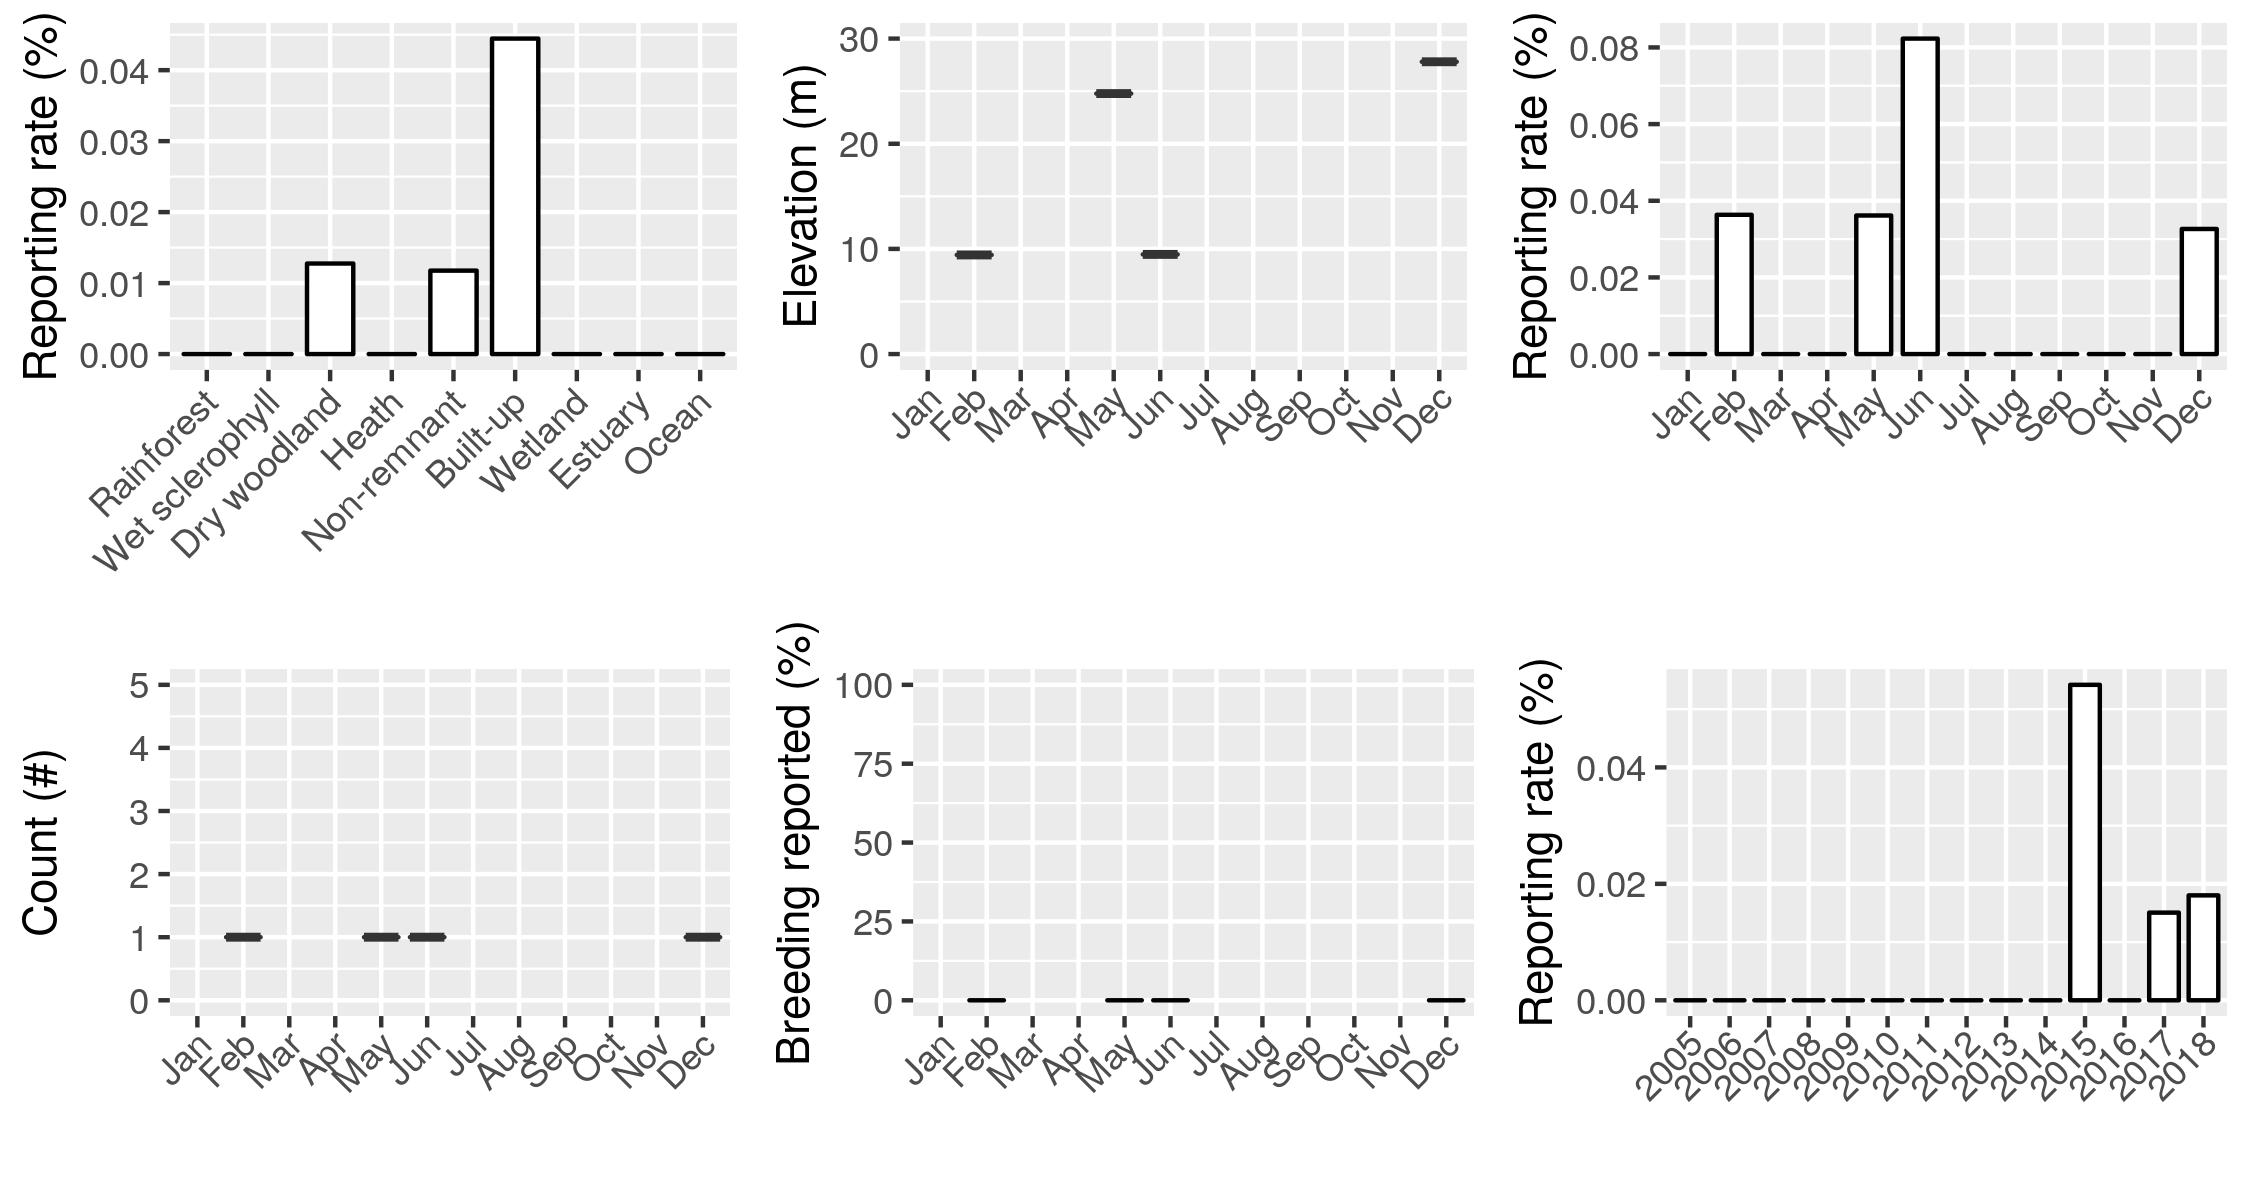 Reporting rate (%)
0.04
0.03
0.02
0.01
0.00
Rainforest
Wet sclerophyll
Dry woodland
Heath
Non-remnant
Built-up
Wetland
Estuary
Ocean
Elevation (m)
30
20
10
0
Jan
Feb
Mar
Apr
May
Jun
Jul
Aug
Sep
Oct
Nov
Dec
Reporting rate (%)
0.08
0.06
0.04
0.02
0.00
Jan
Feb
Mar
Apr
May
Jun
Jul
Aug
Sep
Oct
Nov
Dec
Count (#)
5
4
3
2
1
0
Jan
Feb
Mar
Apr
May
Jun
Jul
Aug
Sep
Oct
Nov
Dec
Breeding reported (%)
100
75
50
25
0
Jan
Feb
Mar
Apr
May
Jun
Jul
Aug
Sep
Oct
Nov
Dec
Reporting rate (%)
0.04
0.02
0.00
2005
2006
2007
2008
2009
2010
2011
2012
2013
2014
2015
2016
2017
2018